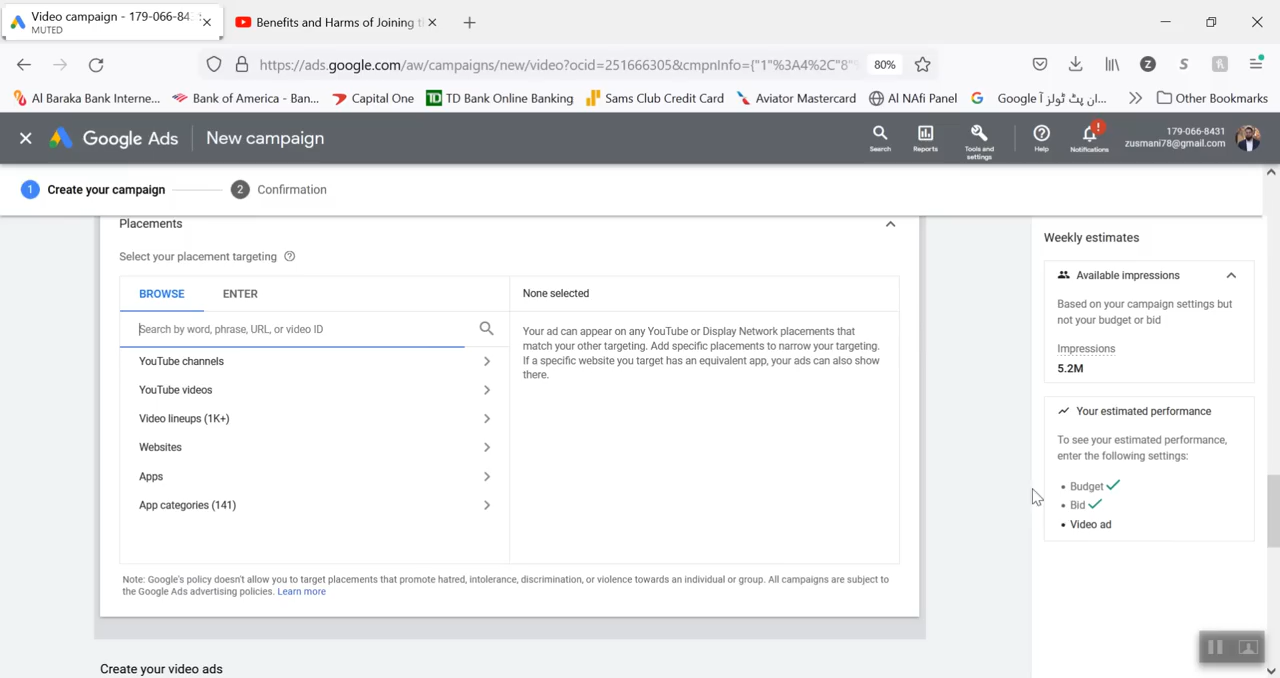 Video campaign - 179-066-843
MUTED
Benefits and Harms of Joining t
https://ads.google.com/aw/campaigns/new/video?ocid=251666305&cmpnInfo={"1"%3A4%2C"8"%
80%
Al Baraka Bank Interne...
Bank of America - Ban...
Capital One
TD Bank Online Banking
Sams Club Credit Card
Aviator Mastercard
Al NAfi Panel
Google ان پٹ ٹولز آ...
Other Bookmarks
Google Ads
New campaign
Search
Reports
Tools and
settings
Help
Notifications
179-066-8431
zusmani78@gmail.com
1 Create your campaign
2 Confirmation
Placements
Select your placement targeting
BROWSE
ENTER
None selected
Search by word, phrase, URL, or video ID
YouTube channels
YouTube videos
Video lineups (1K+)
Websites
Apps
App categories (141)
Your ad can appear on any YouTube or Display Network placements that
match your other targeting. Add specific placements to narrow your targeting.
If a specific website you target has an equivalent app, your ads can also show
there.
Note: Google's policy doesn't allow you to target placements that promote hatred, intolerance, discrimination, or violence towards an individual or group. All campaigns are subject to
the Google Ads advertising policies. Learn more
Create your video ads
Weekly estimates
Available impressions
Based on your campaign settings but
not your budget or bid
Impressions
5.2M
Your estimated performance
To see your estimated performance,
enter the following settings:
• Budget
• Bid
• Video ad